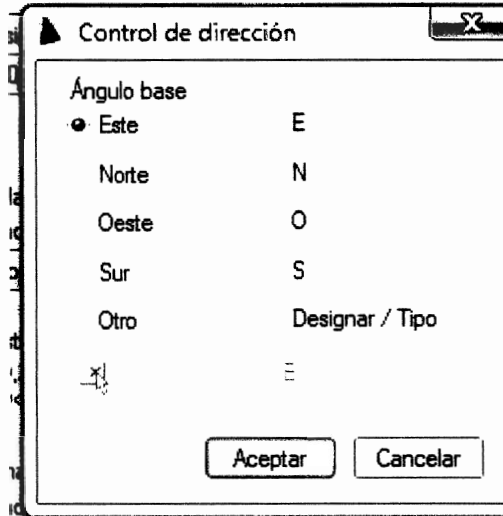 Control de dirección
Ángulo base
Este E
Norte N
Oeste O
Sur S
Otro Designar / Tipo
Aceptar Cancelar